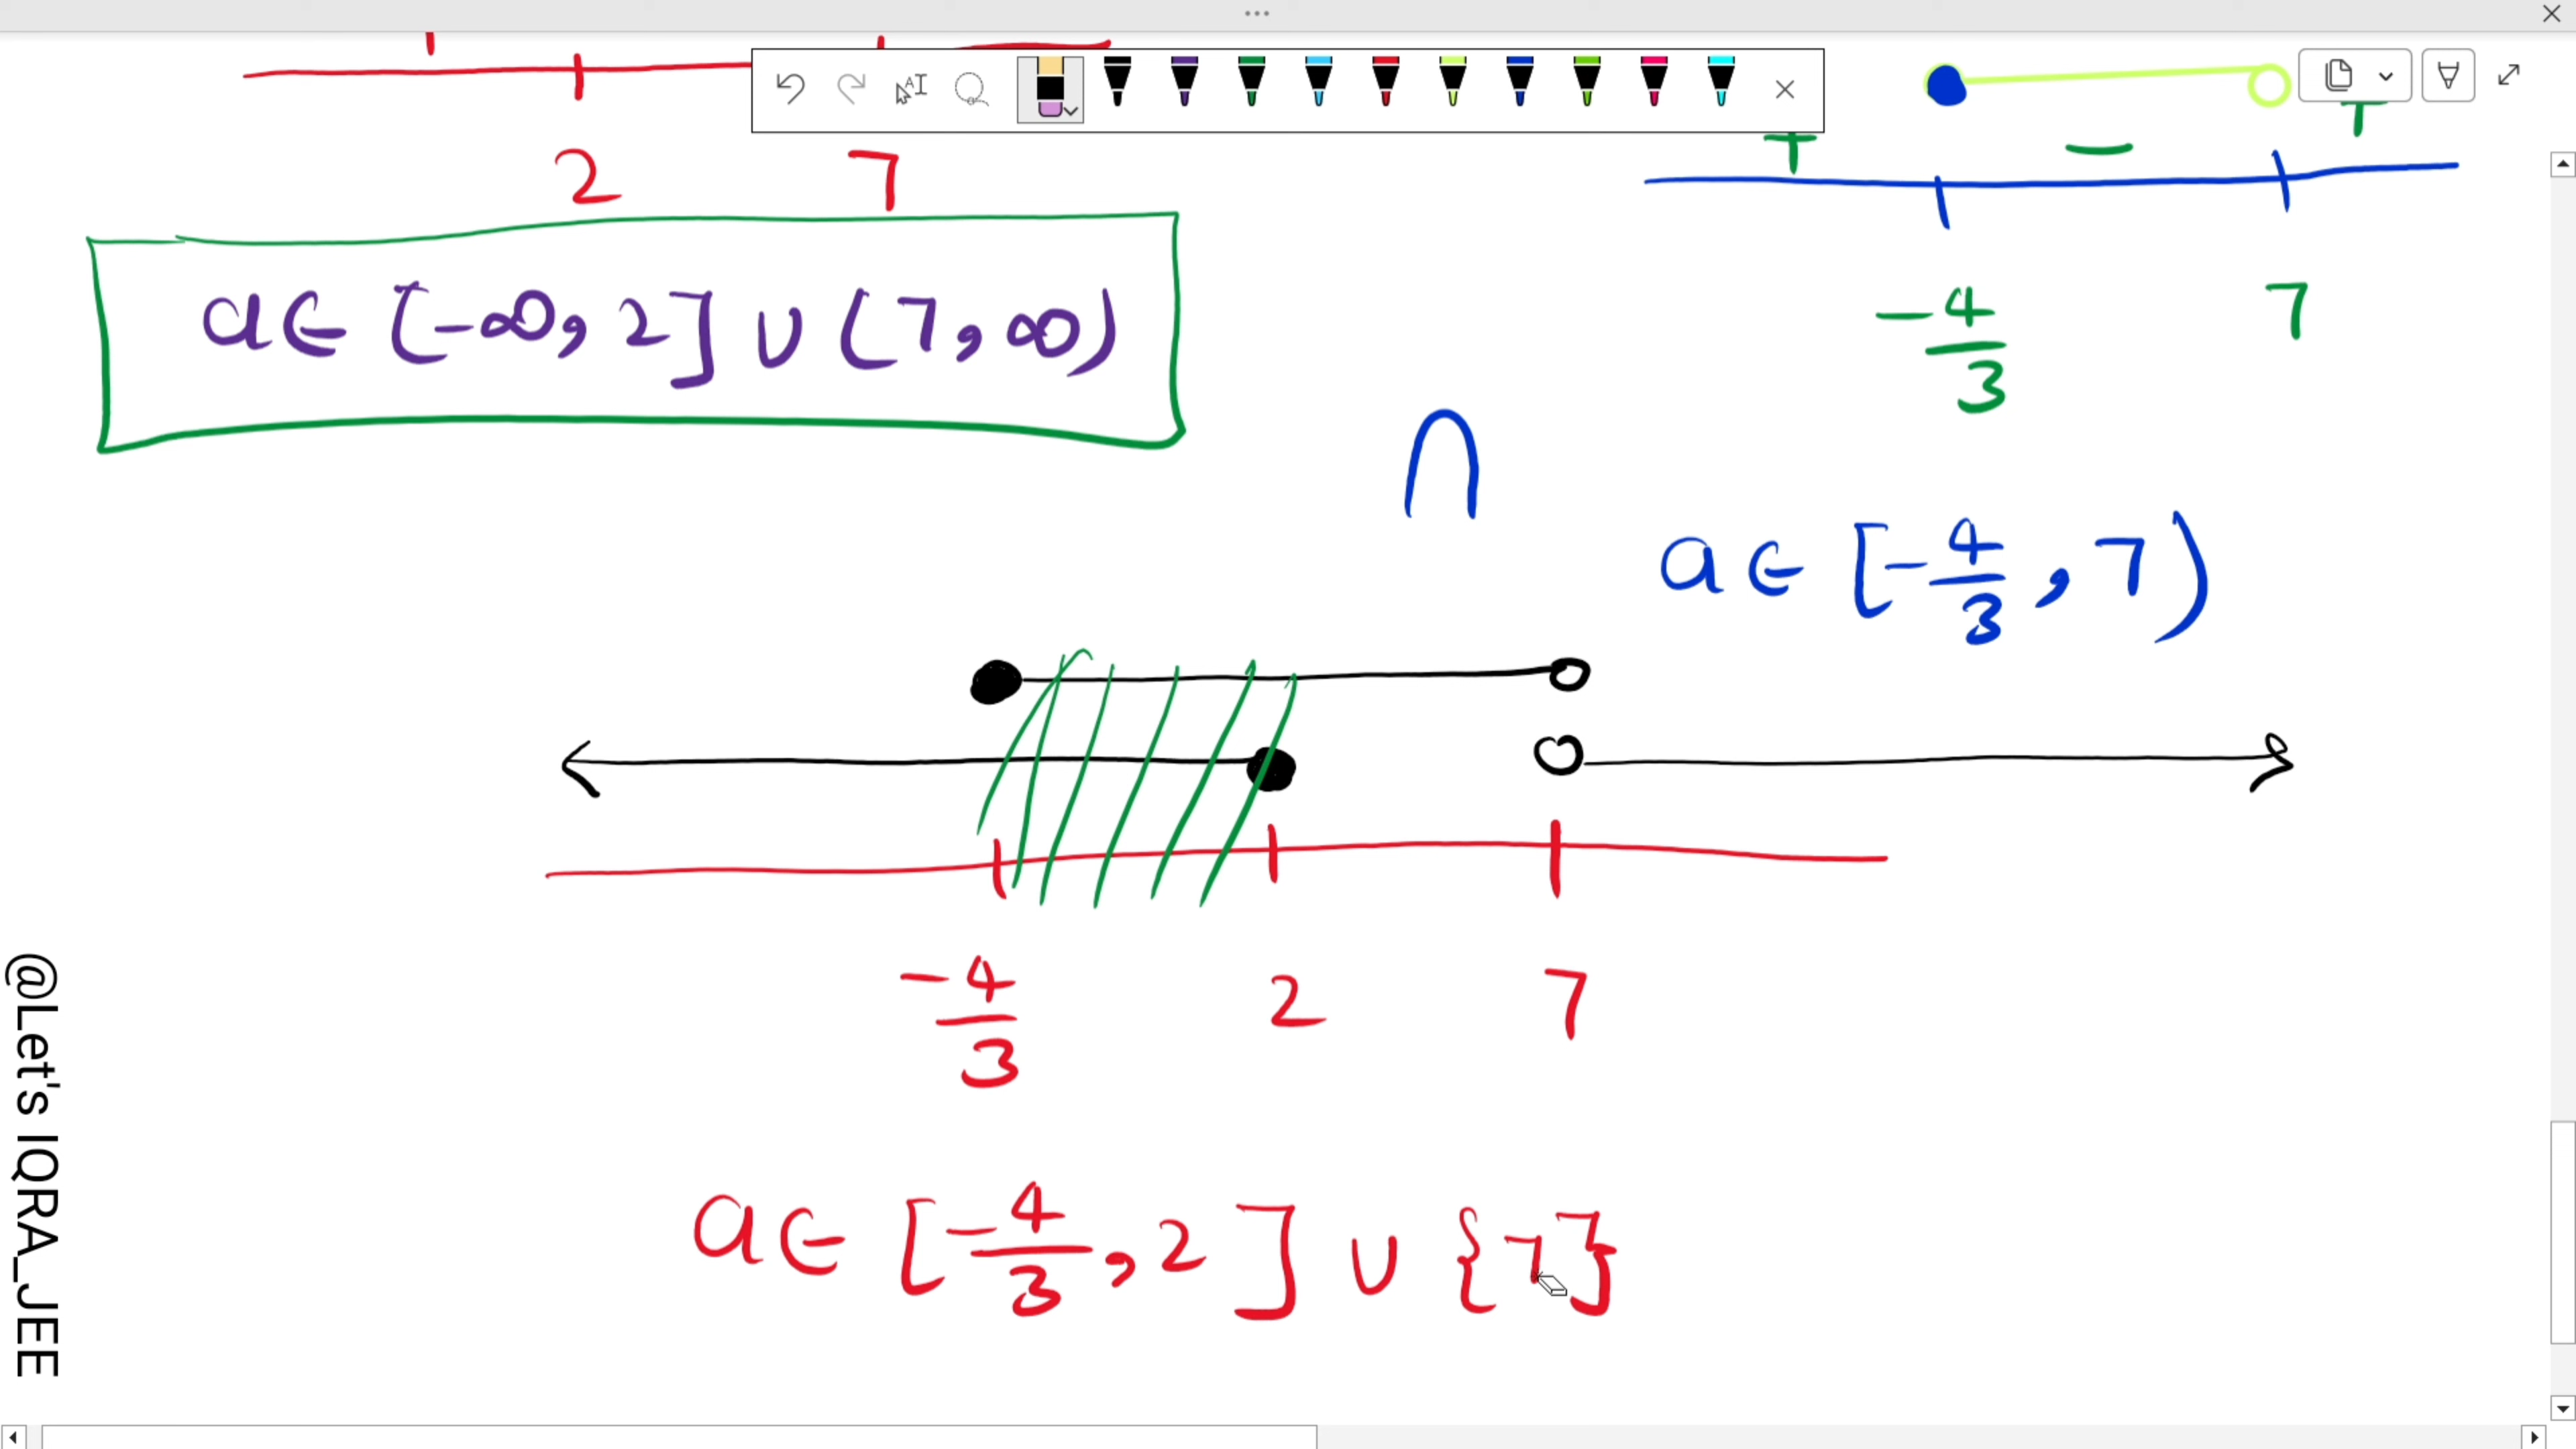 2 7
+ − +
-4/3 7
a∈ [-∞, 2] ∪ (7, ∞)
∩
a ∈ [-4/3, 7)
-4/3 2 7
a∈ [-4/3, 2] ∪ {7}
@Let's IQRA_JEE